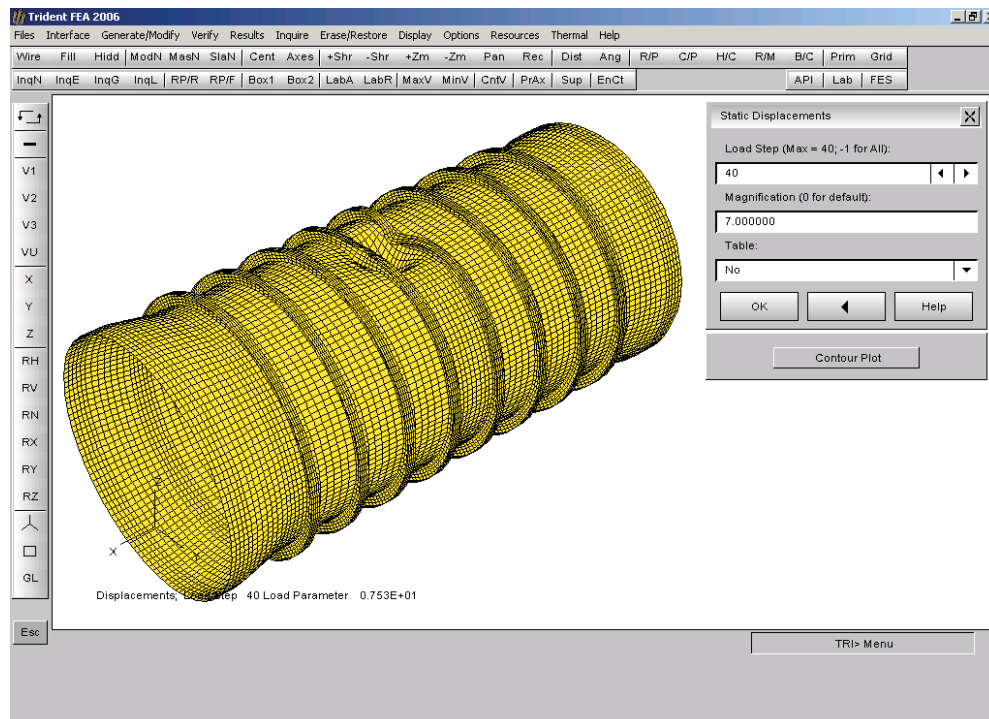 Trident FEA 2006
Files Interface Generate/Modify Verify Results Inquire Erase/Restore Display Options Resources Thermal Help
Wire Fill Hidd ModN MasN SlaN Cent Axes +Shr -Shr +Zm -Zm Pan Rec Dist Ang R/P C/P H/C R/M B/C Prim Grid
InqN InqE InqG InqL RP/R RP/F Box1 Box2 LabA LabR MaxV MinV CntV PrAx Sup EnCt API Lab FES
V1
V2
V3
VU
X
Y
Z
RH
RV
RN
RX
RY
RZ
GL
Esc
Static Displacements
Load Step (Max = 40; -1 for All):
40
Magnification (0 for default):
7.000000
Table:
No
OK Help
Contour Plot
Z
X
Y
Displacements, Load Step 40 Load Parameter 0.753E+01
TRI> Menu